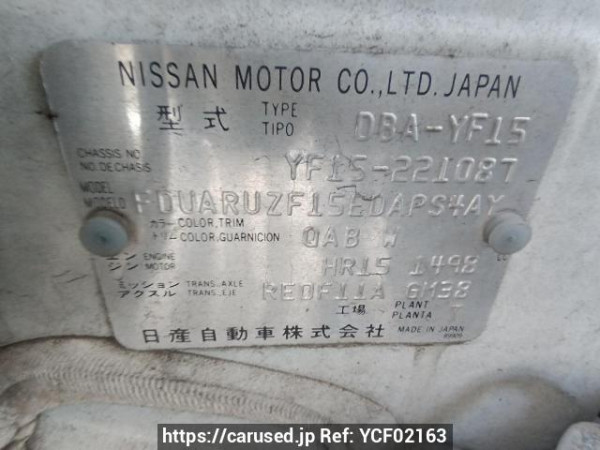 NISSAN MOTOR CO.,LTD. JAPAN
型式 TYPE TIPO DBA-YF15
CHASSIS NO. NO. DE CHASIS YF15-221087
MODEL MODELO FDUARUZF15EDAPS4AY
カラー COLOR, TRIM
トリー COLOR, GUARNICION QAB W
エンジン ENGINE MOTOR HR15 1498 cc
ミッション TRANS., AXLE
アクスル TRANS., EJE RE0F11A GM38
工場 PLANT PLANTA
日産自動車株式会社 MADE IN JAPAN
https://carused.jp Ref: YCF02163